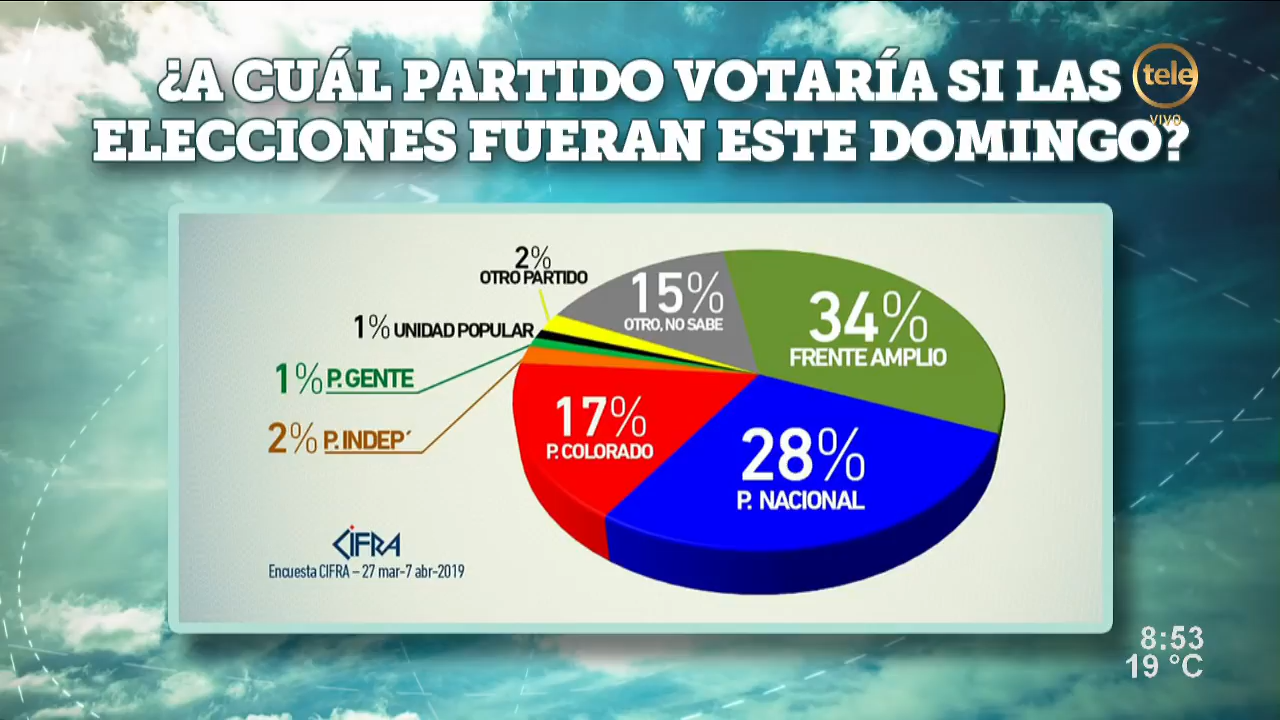 ¿A CUÁL PARTIDO VOTARÍA SI LAS
ELECCIONES FUERAN ESTE DOMINGO?
tele
vivo
2%
OTRO PARTIDO
15%
OTRO, NO SABE
34%
FRENTE AMPLIO
1% UNIDAD POPULAR
1% P. GENTE
2% P. INDEP´
17%
P. COLORADO
28%
P. NACIONAL
CIFRA
Encuesta CIFRA – 27 mar-7 abr-2019
8:53
19 °C